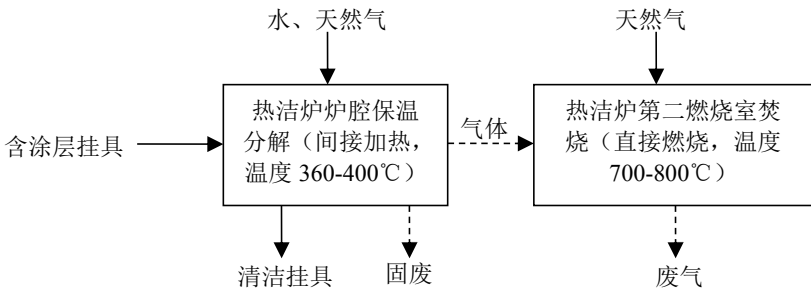 水、天然气
天然气
含涂层挂具
热洁炉炉腔保温
分解（间接加热，
温度 360-400℃）
气体
热洁炉第二燃烧室焚
烧（直接燃烧，温度
700-800℃）
清洁挂具
固废
废气